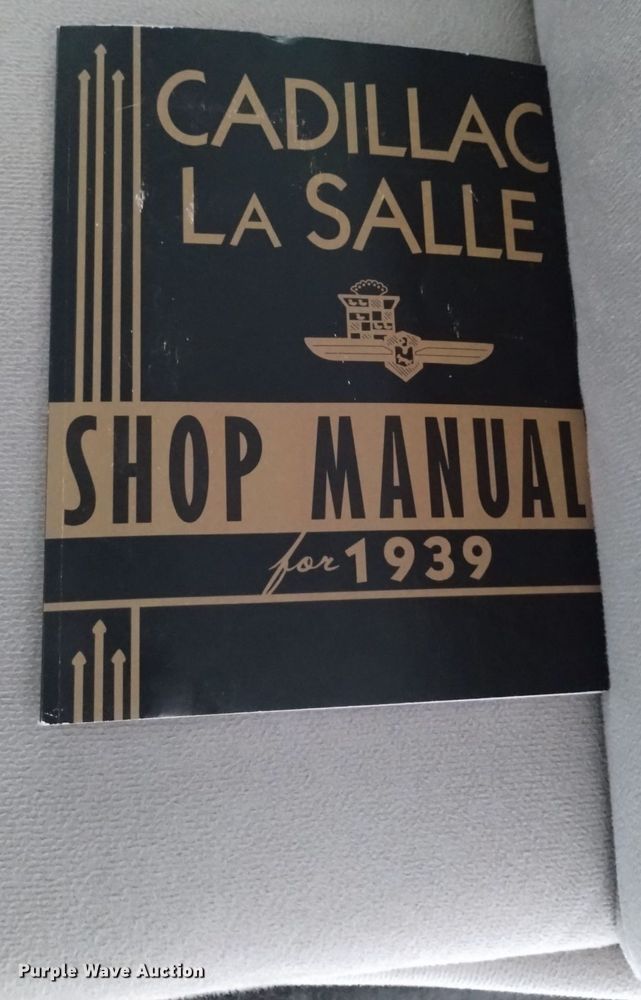 CADILLAC
LA SALLE
SHOP MANUAL
for 1939
Purple Wave Auction